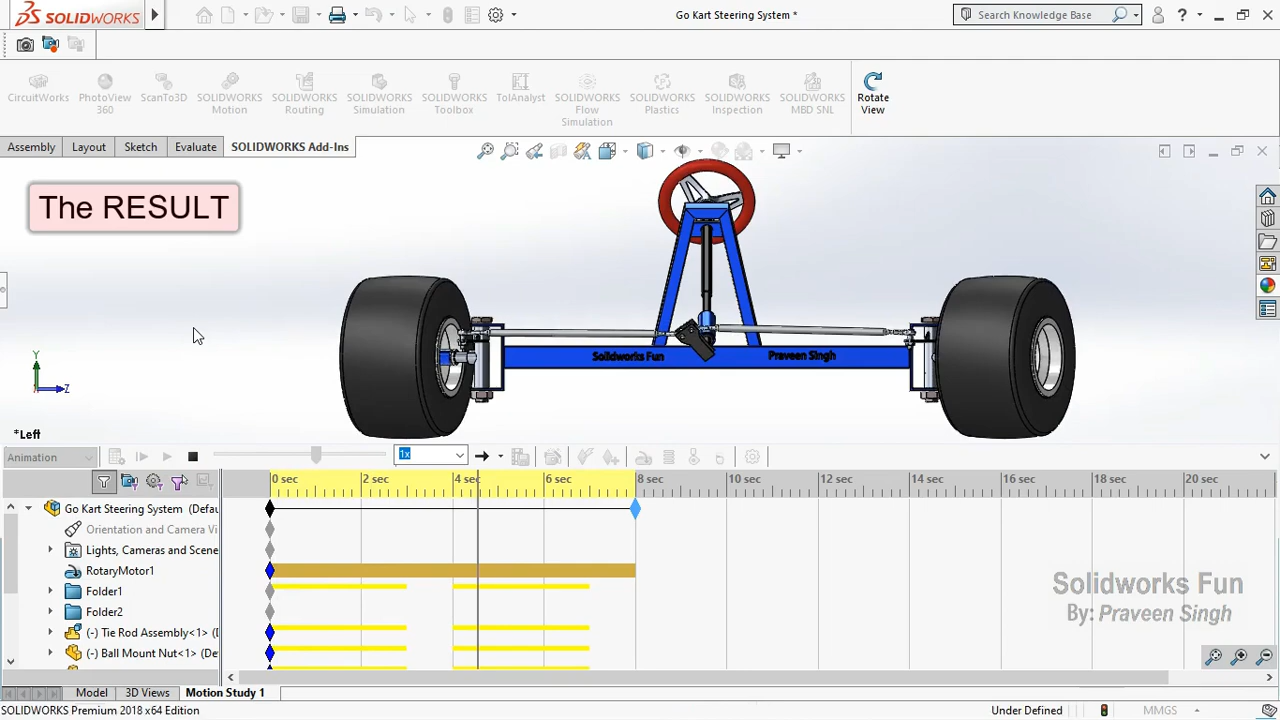 SOLIDWORKS
Go Kart Steering System *
Search Knowledge Base
?
CircuitWorks
PhotoView
360
ScanTo3D
SOLIDWORKS
Motion
SOLIDWORKS
Routing
SOLIDWORKS
Simulation
SOLIDWORKS
Toolbox
TolAnalyst
SOLIDWORKS
Flow
Simulation
SOLIDWORKS
Plastics
SOLIDWORKS
Inspection
SOLIDWORKS
MBD SNL
Rotate
View
Assembly
Layout
Sketch
Evaluate
SOLIDWORKS Add-Ins
The RESULT
Solidworks Fun
Praveen Singh
Y
Z
*Left
Animation
1x
0 sec
2 sec
4 sec
6 sec
8 sec
10 sec
12 sec
14 sec
16 sec
18 sec
20 sec
Go Kart Steering System (Defau
Orientation and Camera Vi
Lights, Cameras and Scene
RotaryMotor1
Folder1
Folder2
(-) Tie Rod Assembly<1> (D
(-) Ball Mount Nut<1> (De
Solidworks Fun
By: Praveen Singh
Model
3D Views
Motion Study 1
SOLIDWORKS Premium 2018 x64 Edition
Under Defined
MMGS